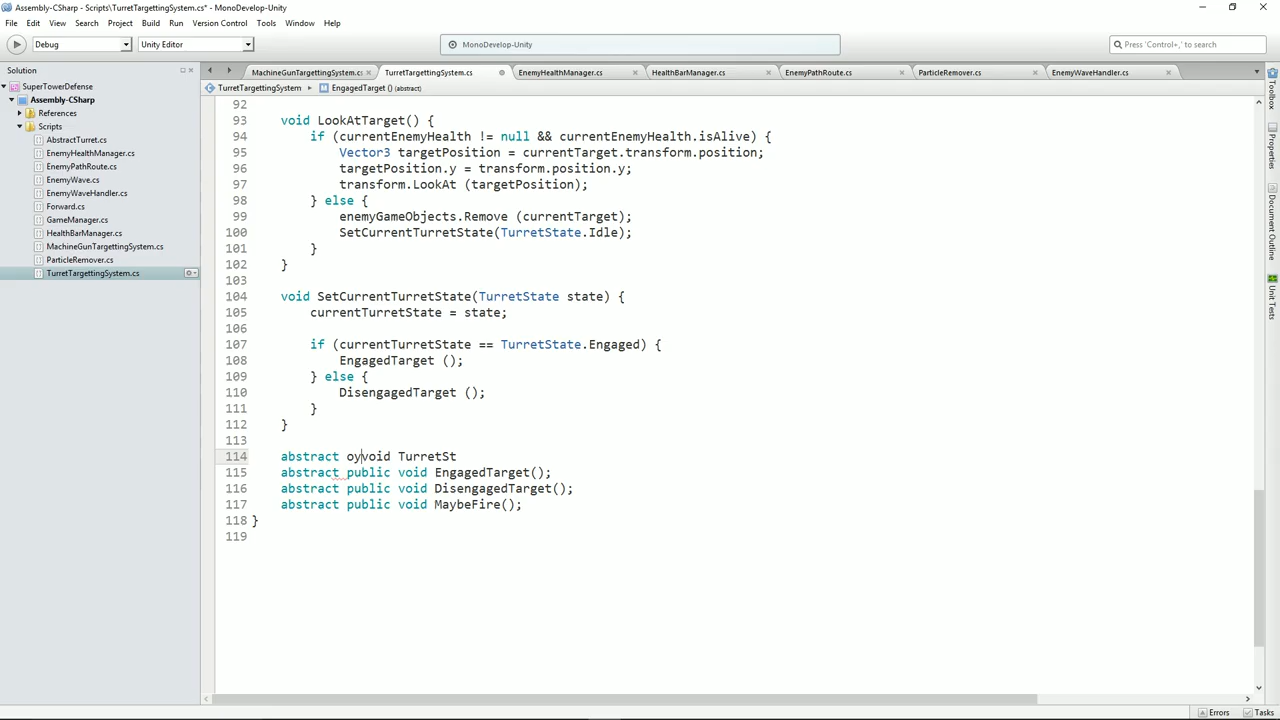 Assembly-CSharp - Scripts\TurretTargettingSystem.cs* - MonoDevelop-Unity
File Edit View Search Project Build Run Version Control Tools Window Help
Debug Unity Editor MonoDevelop-Unity Press 'Control+,' to search
Solution
SuperTowerDefense
Assembly-CSharp
References
Scripts
AbstractTurret.cs
EnemyHealthManager.cs
EnemyPathRoute.cs
EnemyWave.cs
EnemyWaveHandler.cs
Forward.cs
GameManager.cs
HealthBarManager.cs
MachineGunTargettingSystem.cs
ParticleRemover.cs
TurretTargettingSystem.cs
MachineGunTargettingSystem.cs TurretTargettingSystem.cs EnemyHealthManager.cs HealthBarManager.cs EnemyPathRoute.cs ParticleRemover.cs EnemyWaveHandler.cs
TurretTargettingSystem EngagedTarget () (abstract)
92
93 void LookAtTarget() {
94 if (currentEnemyHealth != null && currentEnemyHealth.isAlive) {
95 Vector3 targetPosition = currentTarget.transform.position;
96 targetPosition.y = transform.position.y;
97 transform.LookAt (targetPosition);
98 } else {
99 enemyGameObjects.Remove (currentTarget);
100 SetCurrentTurretState(TurretState.Idle);
101 }
102 }
103
104 void SetCurrentTurretState(TurretState state) {
105 currentTurretState = state;
106
107 if (currentTurretState == TurretState.Engaged) {
108 EngagedTarget ();
109 } else {
110 DisengagedTarget ();
111 }
112 }
113
114 abstract oyvoid TurretSt
115 abstract public void EngagedTarget();
116 abstract public void DisengagedTarget();
117 abstract public void MaybeFire();
118 }
119
Toolbox
Properties
Document Outline
Unit Tests
Errors Tasks